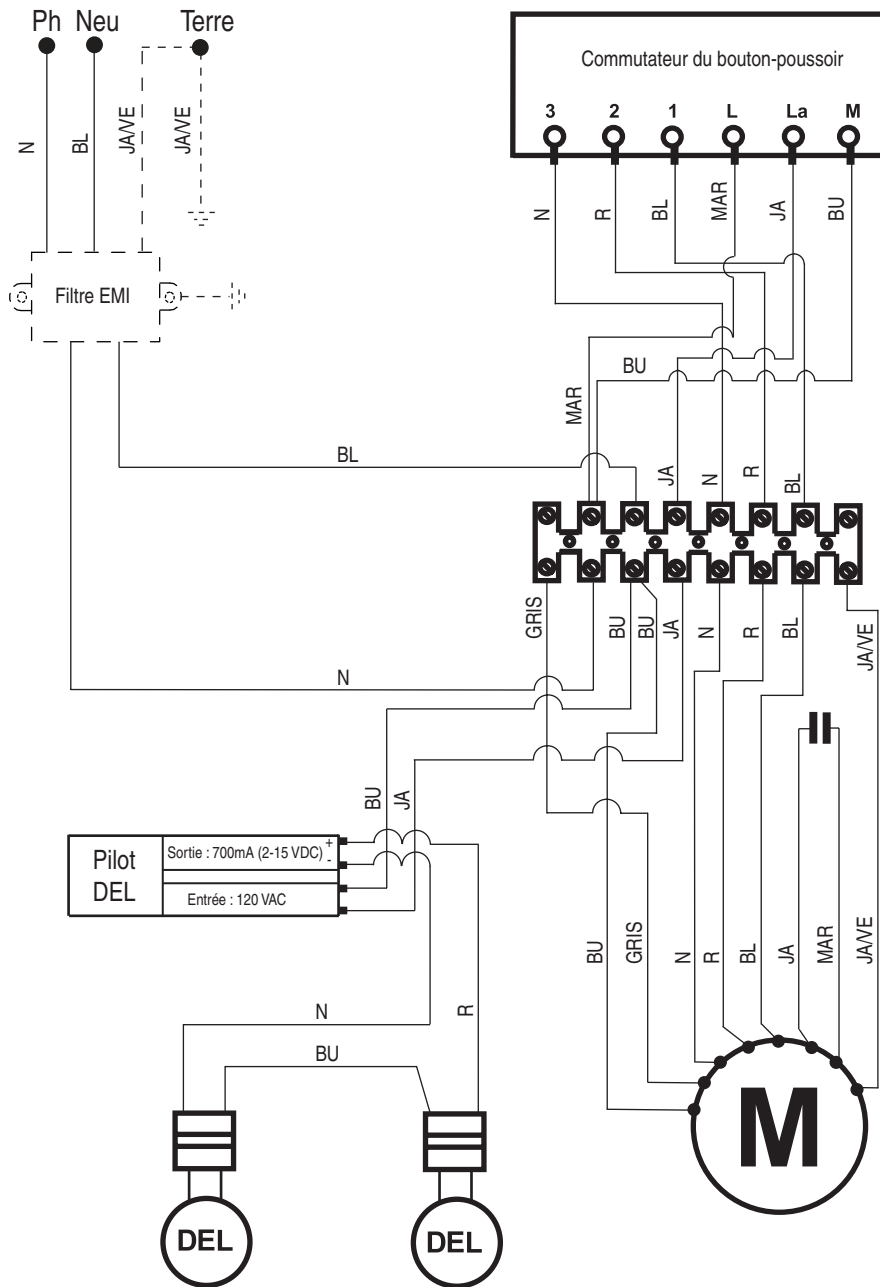 Ph Neu Terre
Commutateur du bouton-poussoir
3 2 1 L La M
N BL JA/VE JA/VE
N R BL MAR JA BU
Filtre EMI
BU
MAR
BL
JA N R BL
GRIS BU BU JA N R BL JA/VE
N
BU JA
Pilot
DEL
Sortie : 700mA (2-15 VDC)
+
-
Entrée : 120 VAC
BU GRIS N R BL JA MAR JA/VE
N
R
BU
M
DEL
DEL